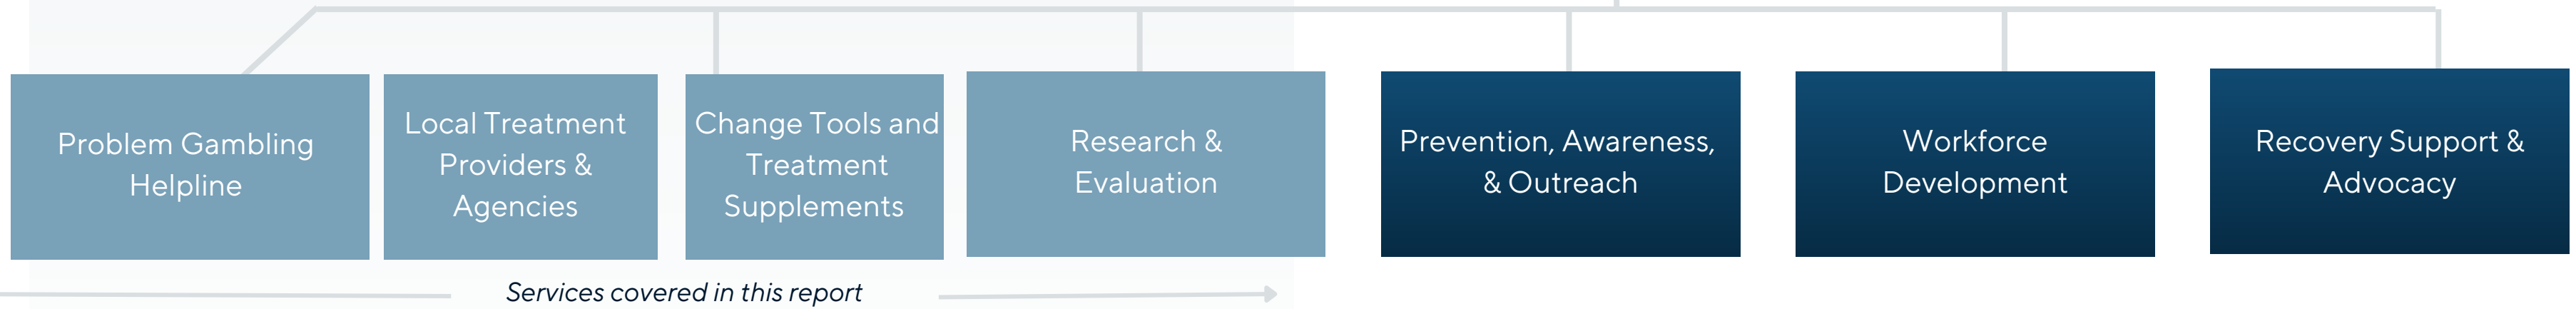 Problem Gambling
Helpline
Local Treatment
Providers &
Agencies
Change Tools and
Treatment
Supplements
Research &
Evaluation
Prevention, Awareness,
& Outreach
Workforce
Development
Recovery Support &
Advocacy
Services covered in this report